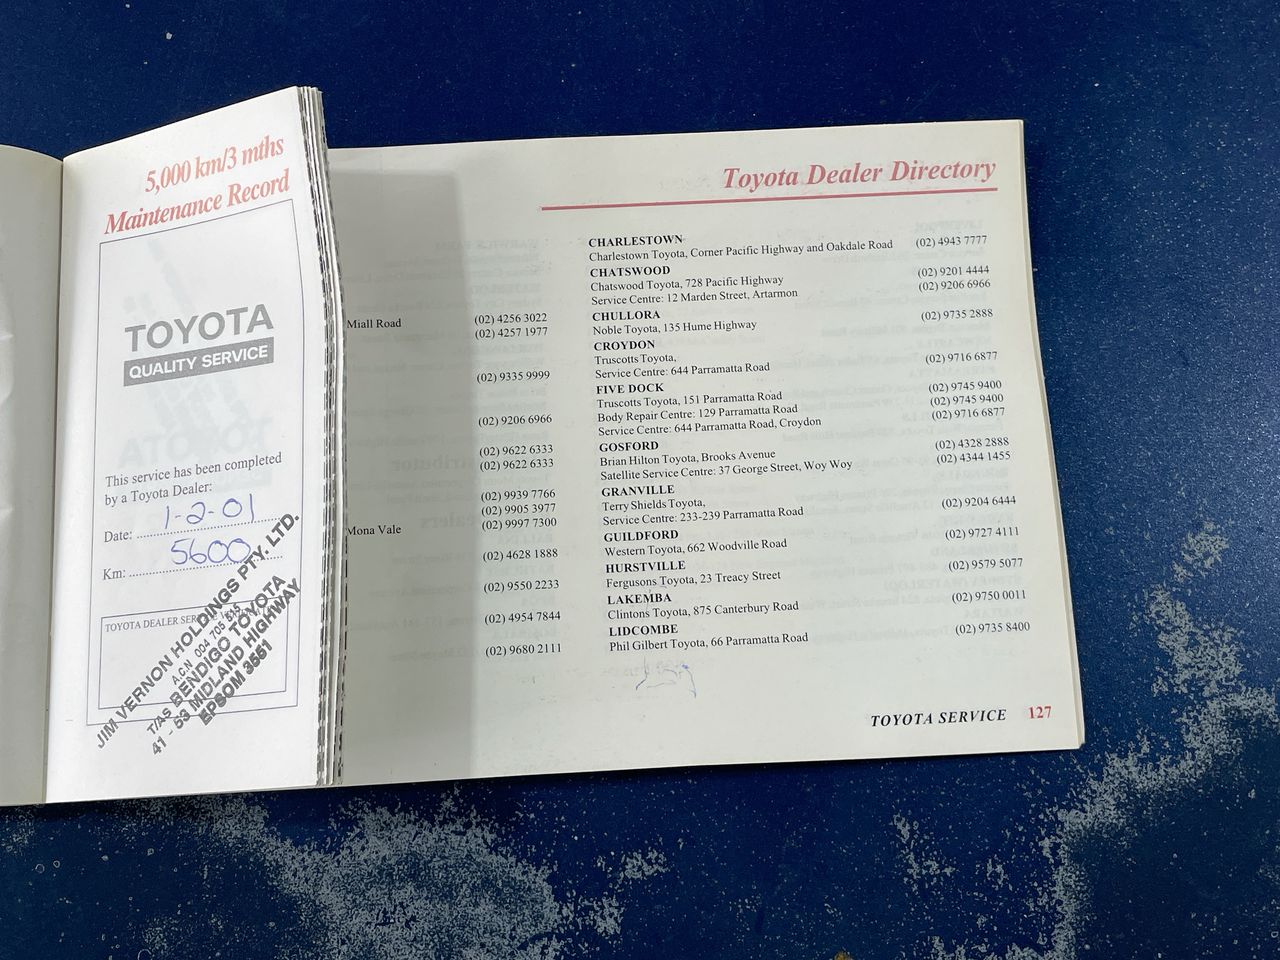 5,000 km/3 mths
Maintenance Record
TOYOTA
QUALITY SERVICE
This service has been completed
by a Toyota Dealer:
Date: 1-2-01
Km: 5600
TOYOTA DEALER SER
JIM VERNON HOLDINGS PTY. LTD.
A.C.N. 004 705 535
T/AS BENDIGO TOYOTA
41 - 53 MIDLAND HIGHWAY
EPSOM 3551
Miall Road (02) 4256 3022
(02) 4257 1977
(02) 9335 9999
(02) 9206 6966
(02) 9622 6333
(02) 9622 6333
(02) 9939 7766
(02) 9905 3977
Mona Vale (02) 9997 7300
(02) 4628 1888
(02) 9550 2233
(02) 4954 7844
(02) 9680 2111
Toyota Dealer Directory
CHARLESTOWN
Charlestown Toyota, Corner Pacific Highway and Oakdale Road (02) 4943 7777
CHATSWOOD
Chatswood Toyota, 728 Pacific Highway (02) 9201 4444
Service Centre: 12 Marden Street, Artarmon (02) 9206 6966
CHULLORA
Noble Toyota, 135 Hume Highway (02) 9735 2888
CROYDON
Truscotts Toyota,
Service Centre: 644 Parramatta Road (02) 9716 6877
FIVE DOCK
Truscotts Toyota, 151 Parramatta Road (02) 9745 9400
Body Repair Centre: 129 Parramatta Road (02) 9745 9400
Service Centre: 644 Parramatta Road, Croydon (02) 9716 6877
GOSFORD
Brian Hilton Toyota, Brooks Avenue (02) 4328 2888
Satellite Service Centre: 37 George Street, Woy Woy (02) 4344 1455
GRANVILLE
Terry Shields Toyota,
Service Centre: 233-239 Parramatta Road (02) 9204 6444
GUILDFORD
Western Toyota, 662 Woodville Road (02) 9727 4111
HURSTVILLE
Fergusons Toyota, 23 Treacy Street (02) 9579 5077
LAKEMBA
Clintons Toyota, 875 Canterbury Road (02) 9750 0011
LIDCOMBE
Phil Gilbert Toyota, 66 Parramatta Road (02) 9735 8400
TOYOTA SERVICE 127